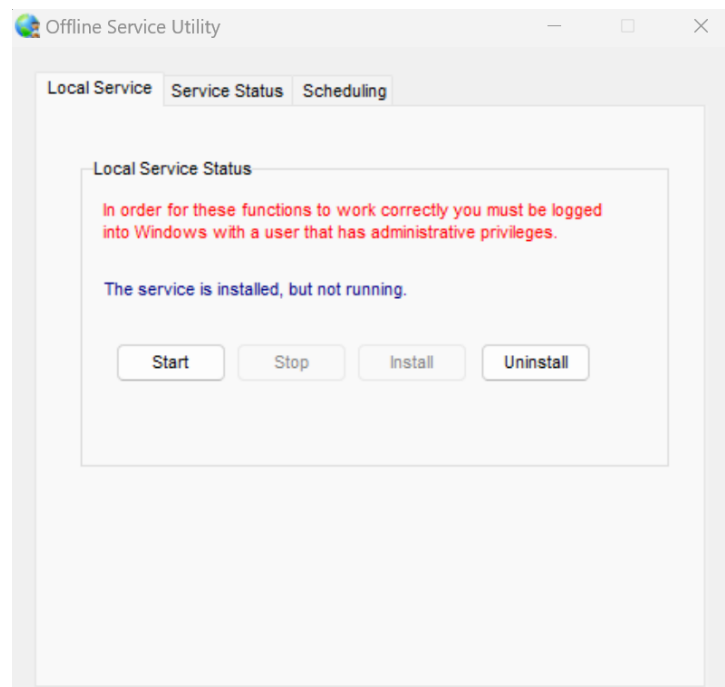 Offline Service Utility
Local Service Service Status Scheduling
Local Service Status
In order for these functions to work correctly you must be logged
into Windows with a user that has administrative privileges.
The service is installed, but not running.
Start Stop Install Uninstall